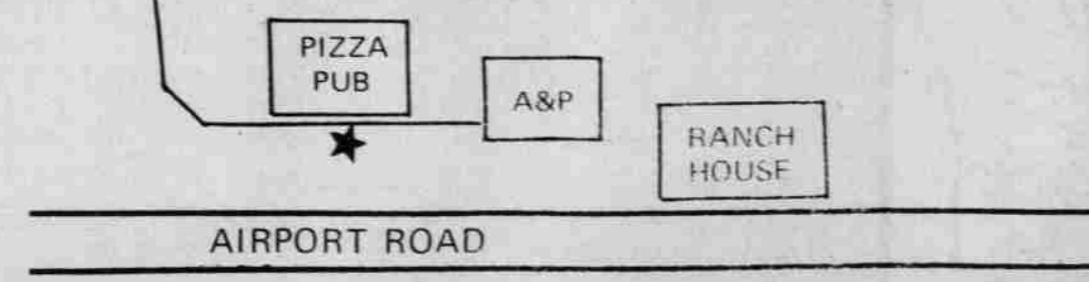 PIZZA
PUB
A&P
RANCH
HOUSE
AIRPORT ROAD